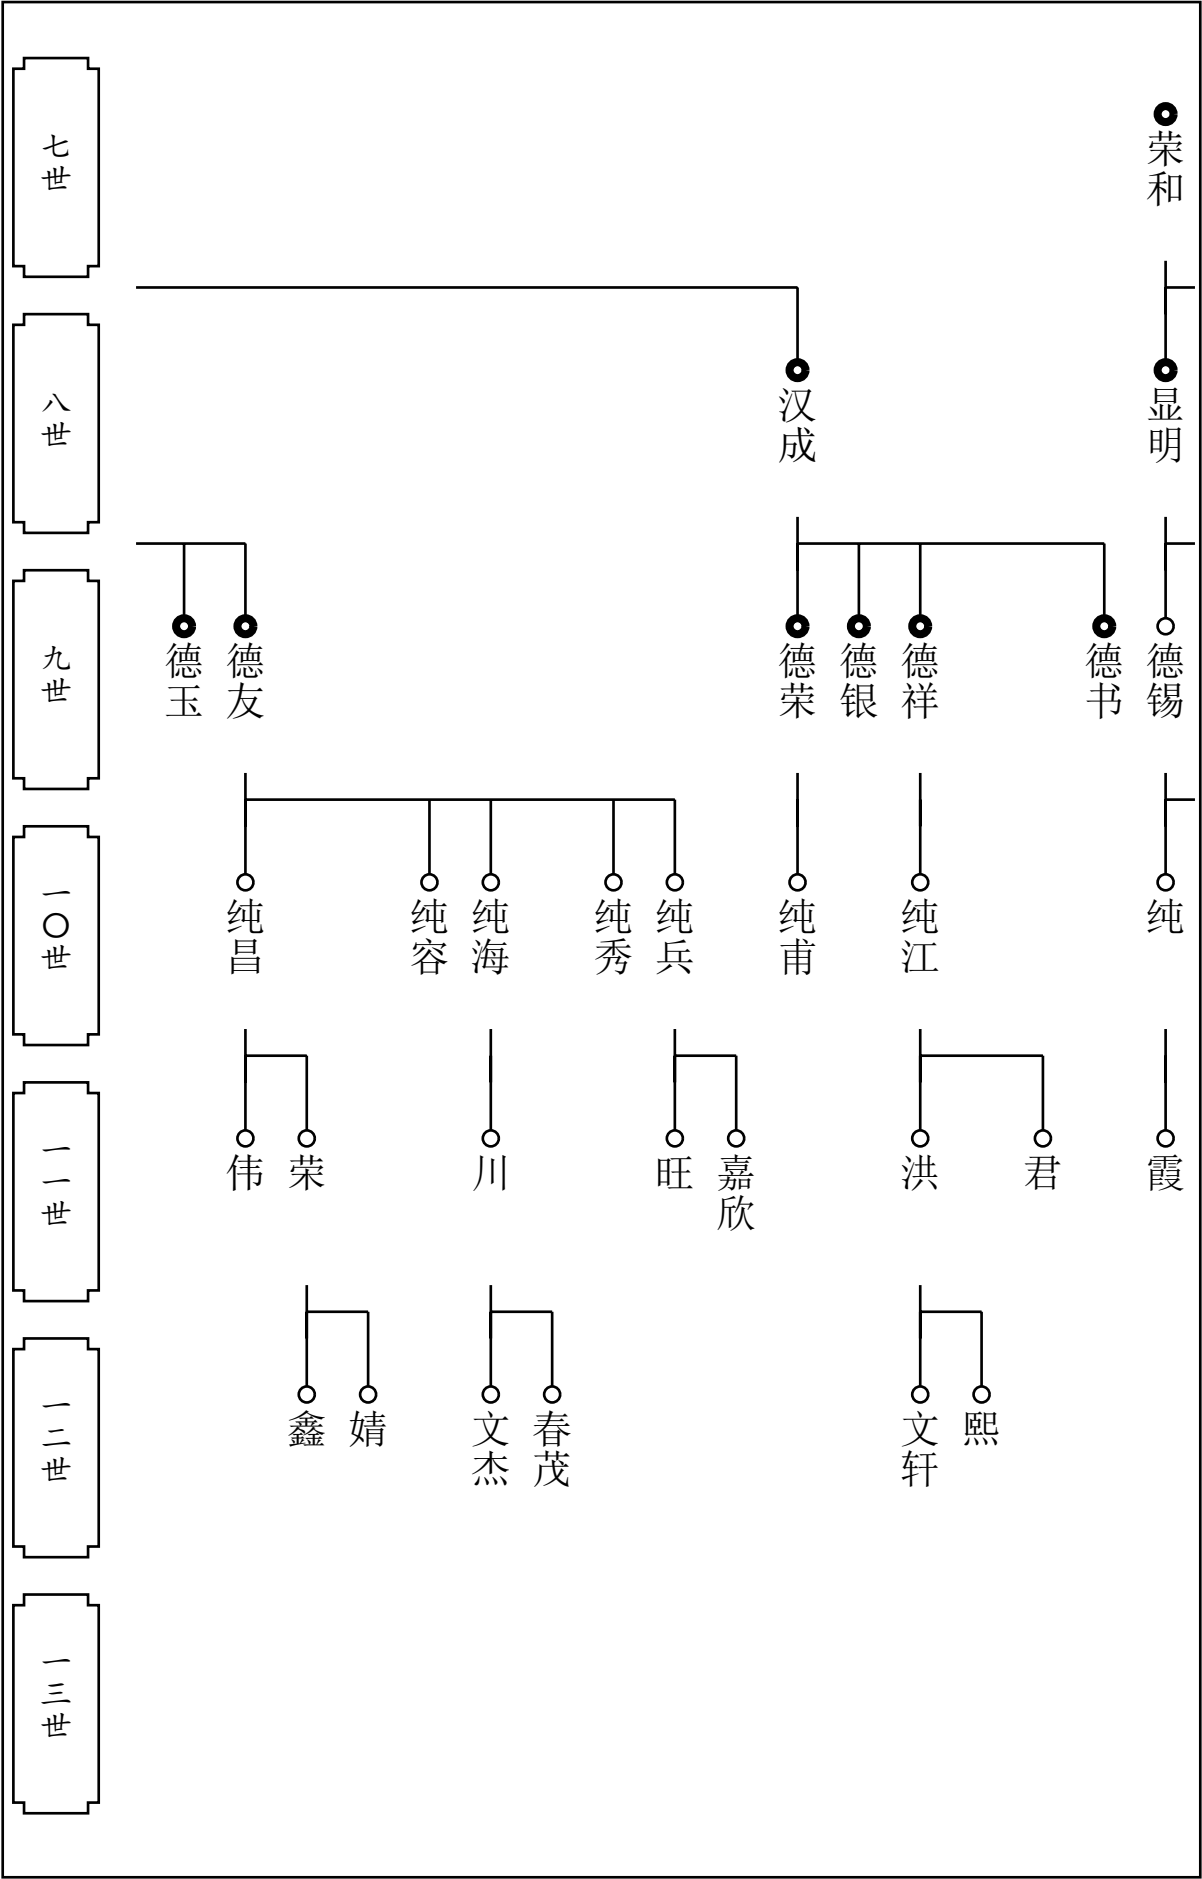 七世
荣和
八世
汉成
显明
九世
德玉
德友
德荣
德银
德祥
德书
德锡
一〇世
纯昌
纯容
纯海
纯秀
纯兵
纯甫
纯江
纯
一一世
伟
荣
川
旺
嘉欣
洪
君
霞
一二世
鑫
婧
文杰
春茂
文轩
熙
一三世